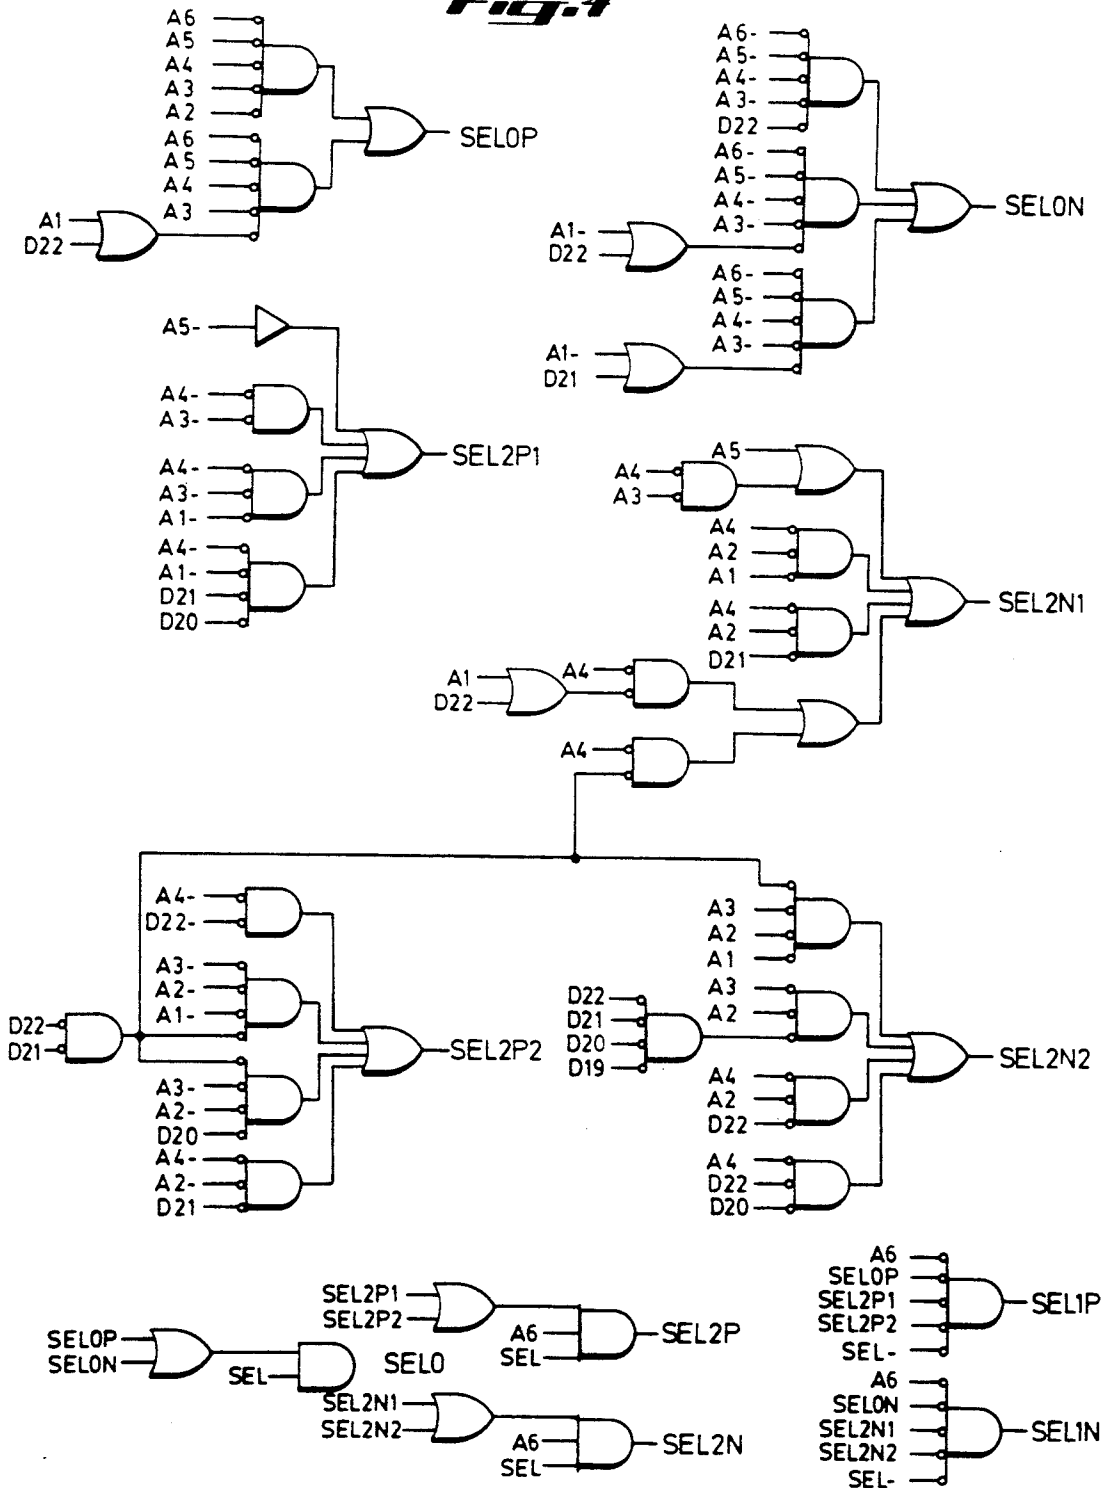 Fig.4
A6
A5
A4
A3
A2
A6
A5
A4
A3
A1
D22
SEL0P
A6-
A5-
A4-
A3-
D22
A6-
A5-
A4-
A3-
A1-
D22
A6-
A5-
A4-
A3-
A1-
D21
SEL0N
A5-
A4-
A3-
A4-
A3-
A1-
A4-
A1-
D21
D20
SEL2P1
A5
A4
A3
A4
A2
A1
A4
A2
D21
A1
D22
A4
A4
SEL2N1
A4-
D22-
A3-
A2-
A1-
D22
D21
A3-
A2-
D20
A4-
A2-
D21
SEL2P2
A3
A2
A1
D22
D21
D20
D19
A3
A2
A4
A2
D22
A4
D22
D20
SEL2N2
SEL0P
SEL0N
SEL
SEL0
SEL2P1
SEL2P2
A6
SEL
SEL2P
SEL2N1
SEL2N2
A6
SEL
SEL2N
A6
SEL0P
SEL2P1
SEL2P2
SEL-
SEL1P
A6
SEL0N
SEL2N1
SEL2N2
SEL-
SEL1N